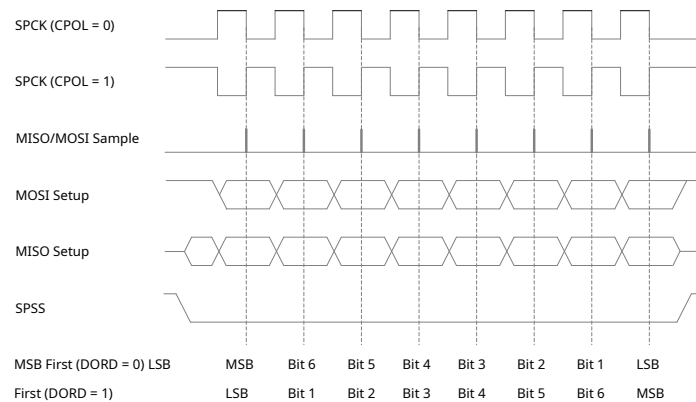 SPCK (CPOL = 0)
SPCK (CPOL = 1)
MISO/MOSI Sample
MOSI Setup
MISO Setup
SPSS
MSB First (DORD = 0) LSB MSB Bit 6 Bit 5 Bit 4 Bit 3 Bit 2 Bit 1 LSB
First (DORD = 1) LSB Bit 1 Bit 2 Bit 3 Bit 4 Bit 5 Bit 6 MSB